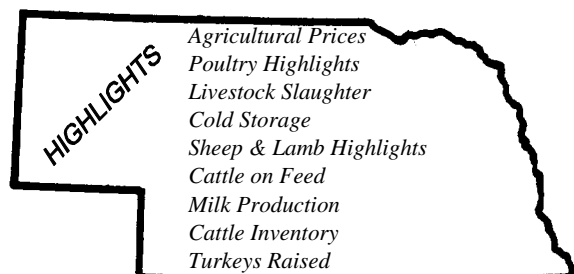 HIGHLIGHTS
Agricultural Prices
Poultry Highlights
Livestock Slaughter
Cold Storage
Sheep & Lamb Highlights
Cattle on Feed
Milk Production
Cattle Inventory
Turkeys Raised